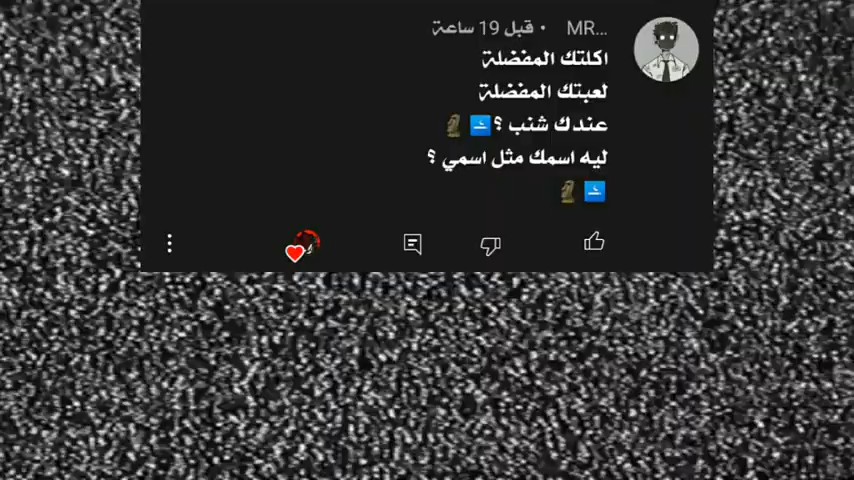 MR... · قبل 19 ساعة
اكلتك المفضلة
لعبتك المفضلة
عندك شنب ؟
ليه اسمك مثل اسمي ؟